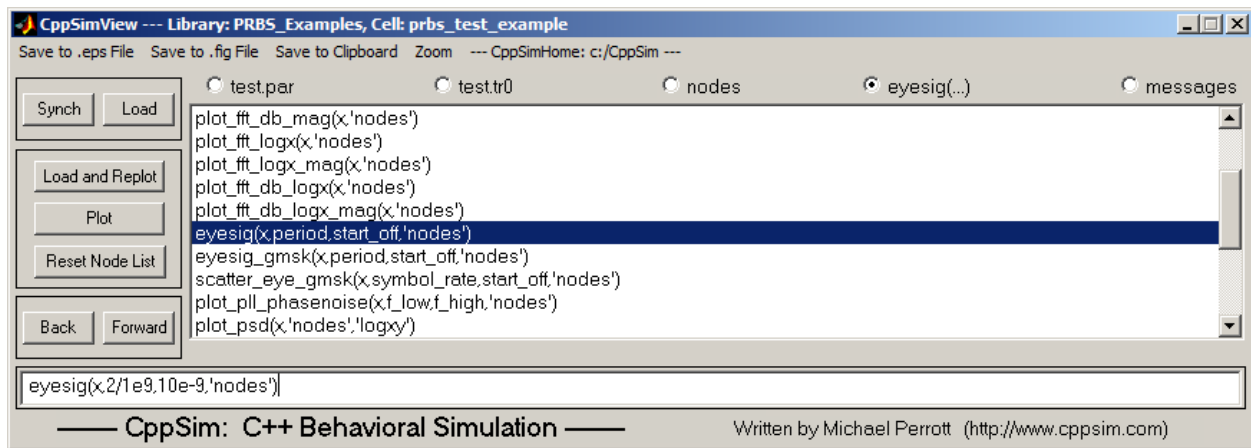 CppSimView --- Library: PRBS_Examples, Cell: prbs_test_example
Save to .eps File Save to .fig File Save to Clipboard Zoom --- CppSimHome: c:/CppSim ---
test.par test.tr0 nodes eyesig(...) messages
Synch Load
plot_fft_db_mag(x,'nodes')
plot_fft_logx(x,'nodes')
plot_fft_logx_mag(x,'nodes')
plot_fft_db_logx(x,'nodes')
plot_fft_db_logx_mag(x,'nodes')
eyesig(x,period,start_off,'nodes')
eyesig_gmsk(x,period,start_off,'nodes')
scatter_eye_gmsk(x,symbol_rate,start_off,'nodes')
plot_pll_phasenoise(x,f_low,f_high,'nodes')
plot_psd(x,'nodes','logxy')
Load and Replot
Plot
Reset Node List
Back Forward
eyesig(x,2/1e9,10e-9,'nodes')
CppSim: C++ Behavioral Simulation Written by Michael Perrott (http://www.cppsim.com)